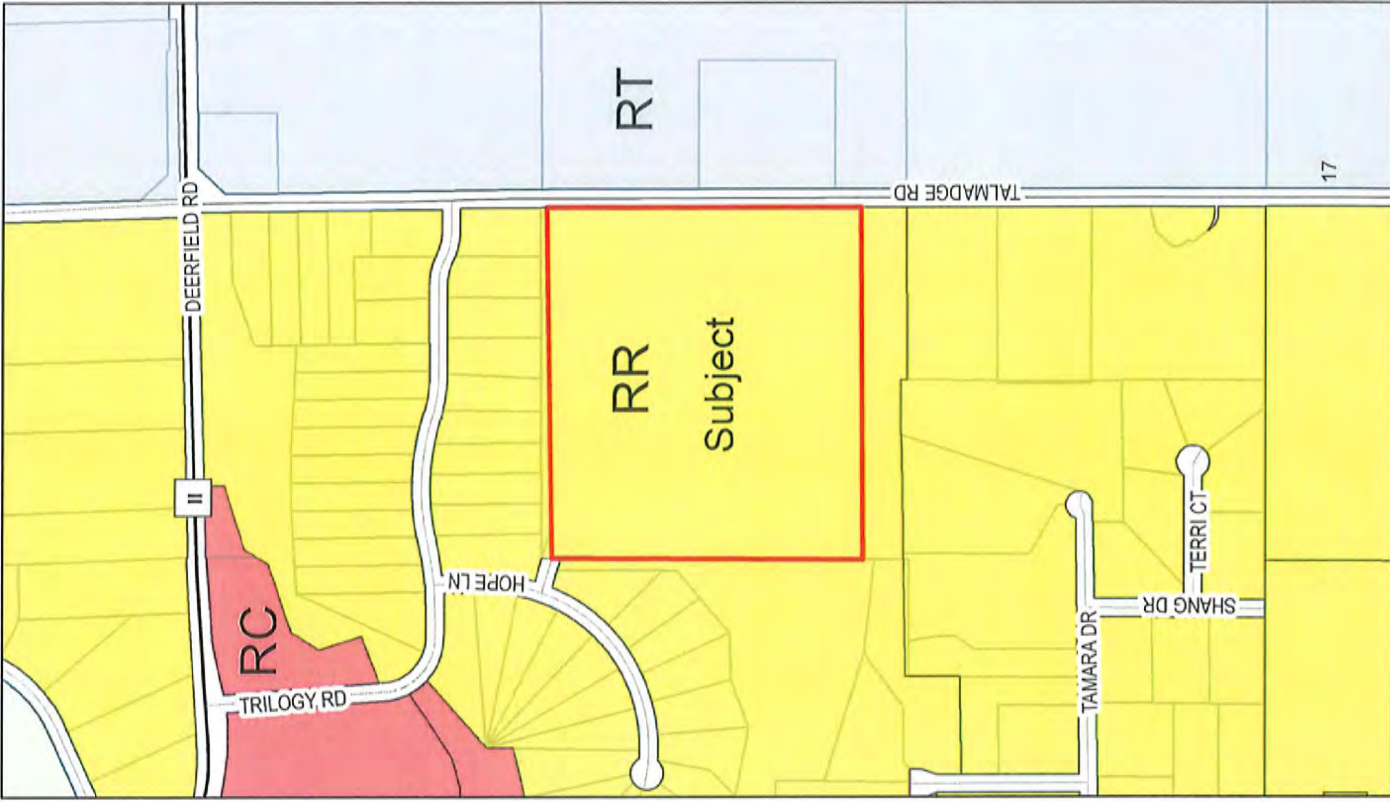 RT
17
DEERFIELD RD
TALMADGE RD
RR
Subject
II
HOPE LN
RC
TRILOGY RD
TERRI CT
SHANG DR
TAMARA DR